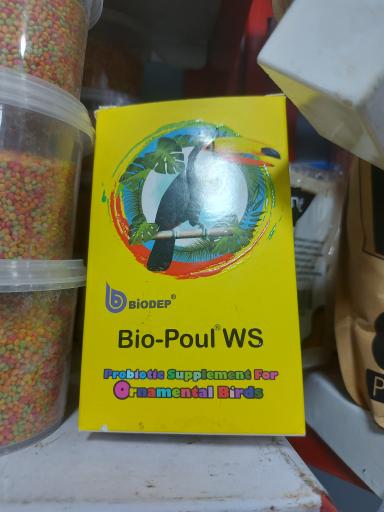 BiODEP®
Bio-Poul® WS
Probiotic Supplement For
Ornamental Birds